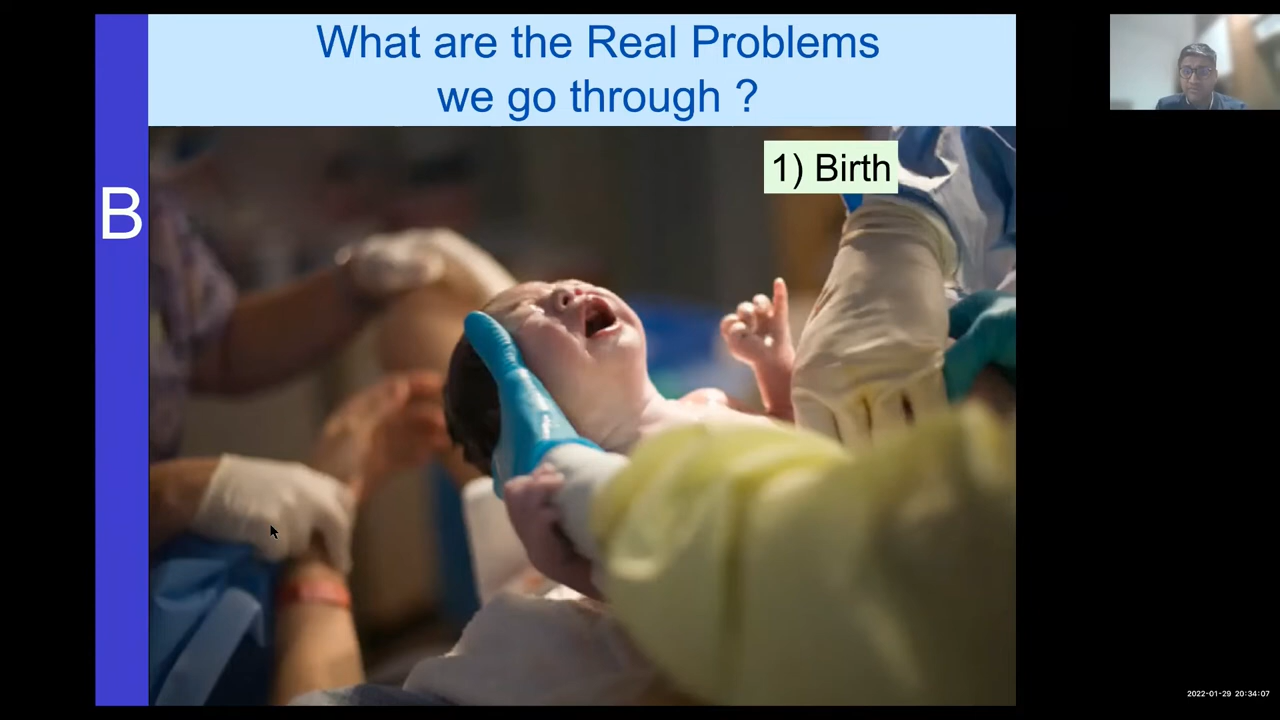 What are the Real Problems
we go through ?
1) Birth
B
2022-01-29 20:34:07